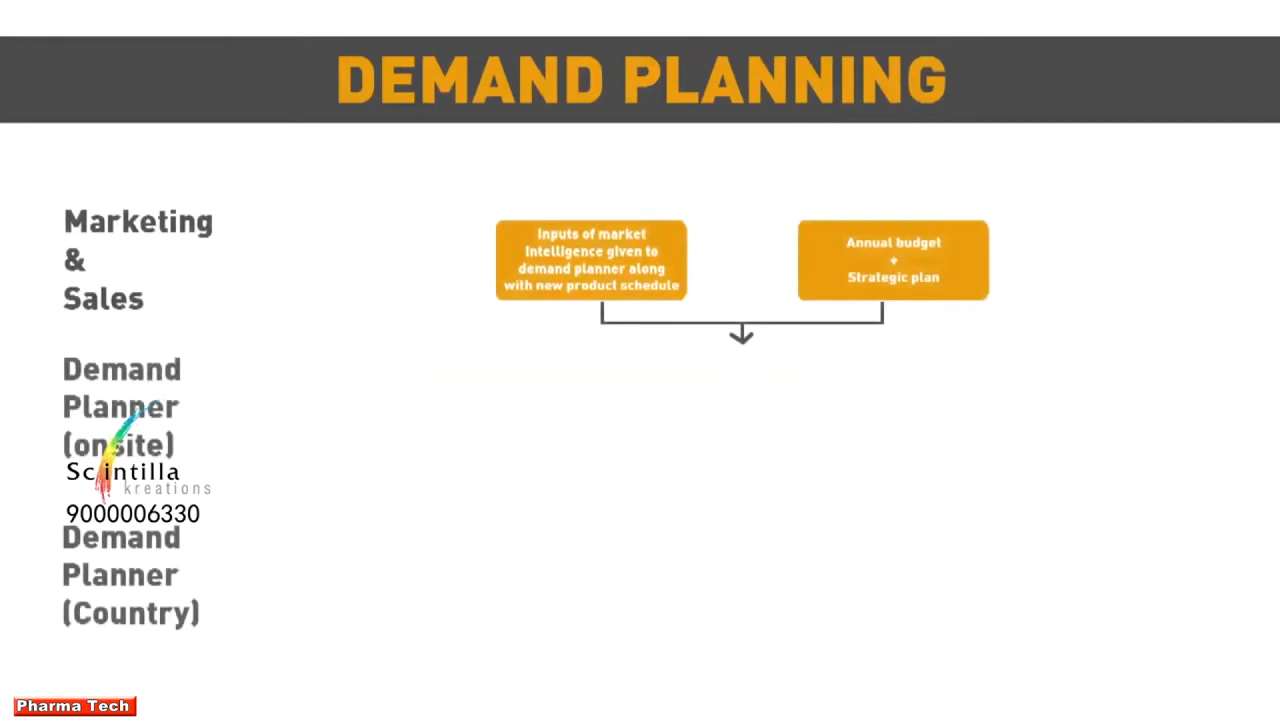 DEMAND PLANNING
Marketing
&
Sales
Inputs of market
intelligence given to
demand planner along
with new product schedule
Annual budget
+
Strategic plan
Demand
Planner
(onsite)
Scintilla
kreations
9000006330
Demand
Planner
(Country)
Pharma Tech